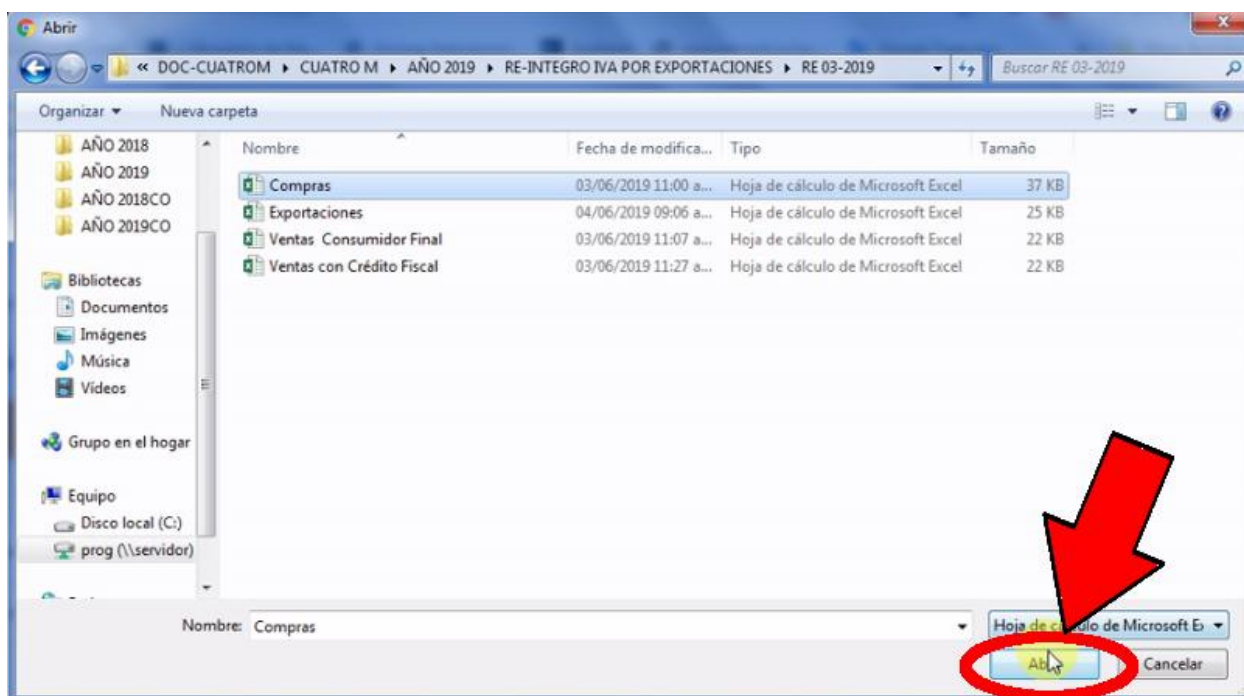 Abrir
« DOC-CUATROM ▸ CUATRO M ▸ AÑO 2019 ▸ RE-INTEGRO IVA POR EXPORTACIONES ▸ RE 03-2019
Buscar RE 03-2019
Organizar Nueva carpeta
AÑO 2018
AÑO 2019
AÑO 2018CO
AÑO 2019CO
Bibliotecas
Documentos
Imágenes
Música
Vídeos
Grupo en el hogar
Equipo
Disco local (C:)
prog (\\servidor)
Nombre Fecha de modifica... Tipo Tamaño
Compras 03/06/2019 11:00 a... Hoja de cálculo de Microsoft Excel 37 KB
Exportaciones 04/06/2019 09:06 a... Hoja de cálculo de Microsoft Excel 25 KB
Ventas Consumidor Final 03/06/2019 11:07 a... Hoja de cálculo de Microsoft Excel 22 KB
Ventas con Crédito Fiscal 03/06/2019 11:27 a... Hoja de cálculo de Microsoft Excel 22 KB
Nombre: Compras
Hoja de cálculo de Microsoft E
Cancelar